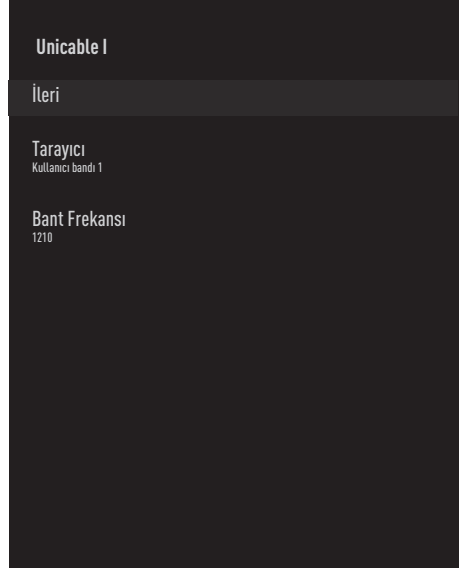 Unicable I
İleri
Tarayıcı
Kullanıcı bandı 1
Bant Frekansı
1210